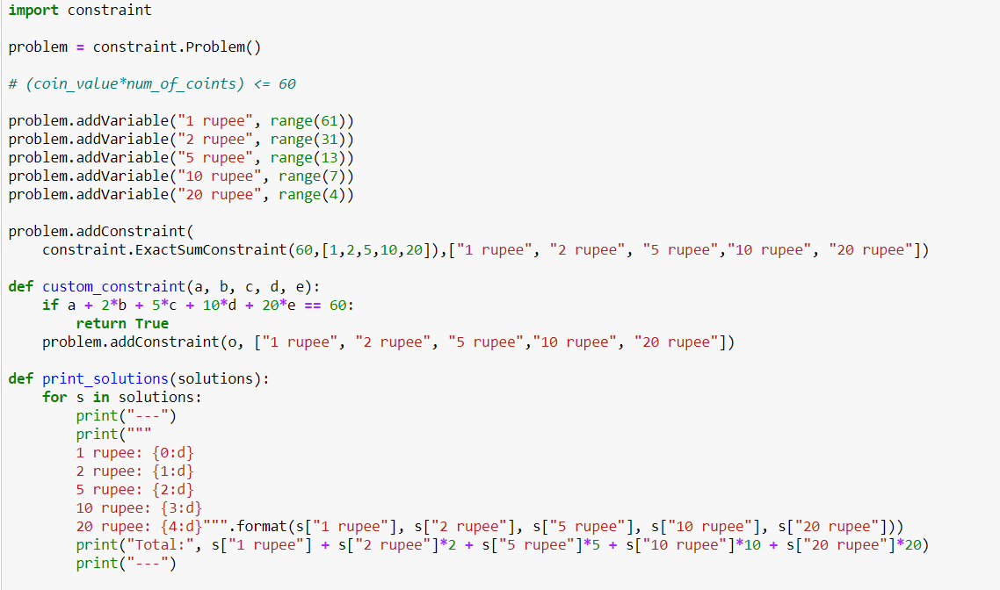 import constraint

problem = constraint.Problem()

# (coin_value*num_of_coints) <= 60

problem.addVariable("1 rupee", range(61))
problem.addVariable("2 rupee", range(31))
problem.addVariable("5 rupee", range(13))
problem.addVariable("10 rupee", range(7))
problem.addVariable("20 rupee", range(4))

problem.addConstraint(
    constraint.ExactSumConstraint(60,[1,2,5,10,20]),["1 rupee", "2 rupee", "5 rupee","10 rupee", "20 rupee"])

def custom_constraint(a, b, c, d, e):
    if a + 2*b + 5*c + 10*d + 20*e == 60:
        return True
    problem.addConstraint(o, ["1 rupee", "2 rupee", "5 rupee","10 rupee", "20 rupee"])

def print_solutions(solutions):
    for s in solutions:
        print("---")
        print("""
        1 rupee: {0:d}
        2 rupee: {1:d}
        5 rupee: {2:d}
        10 rupee: {3:d}
        20 rupee: {4:d}""".format(s["1 rupee"], s["2 rupee"], s["5 rupee"], s["10 rupee"], s["20 rupee"]))
        print("Total:", s["1 rupee"] + s["2 rupee"]*2 + s["5 rupee"]*5 + s["10 rupee"]*10 + s["20 rupee"]*20)
        print("---")